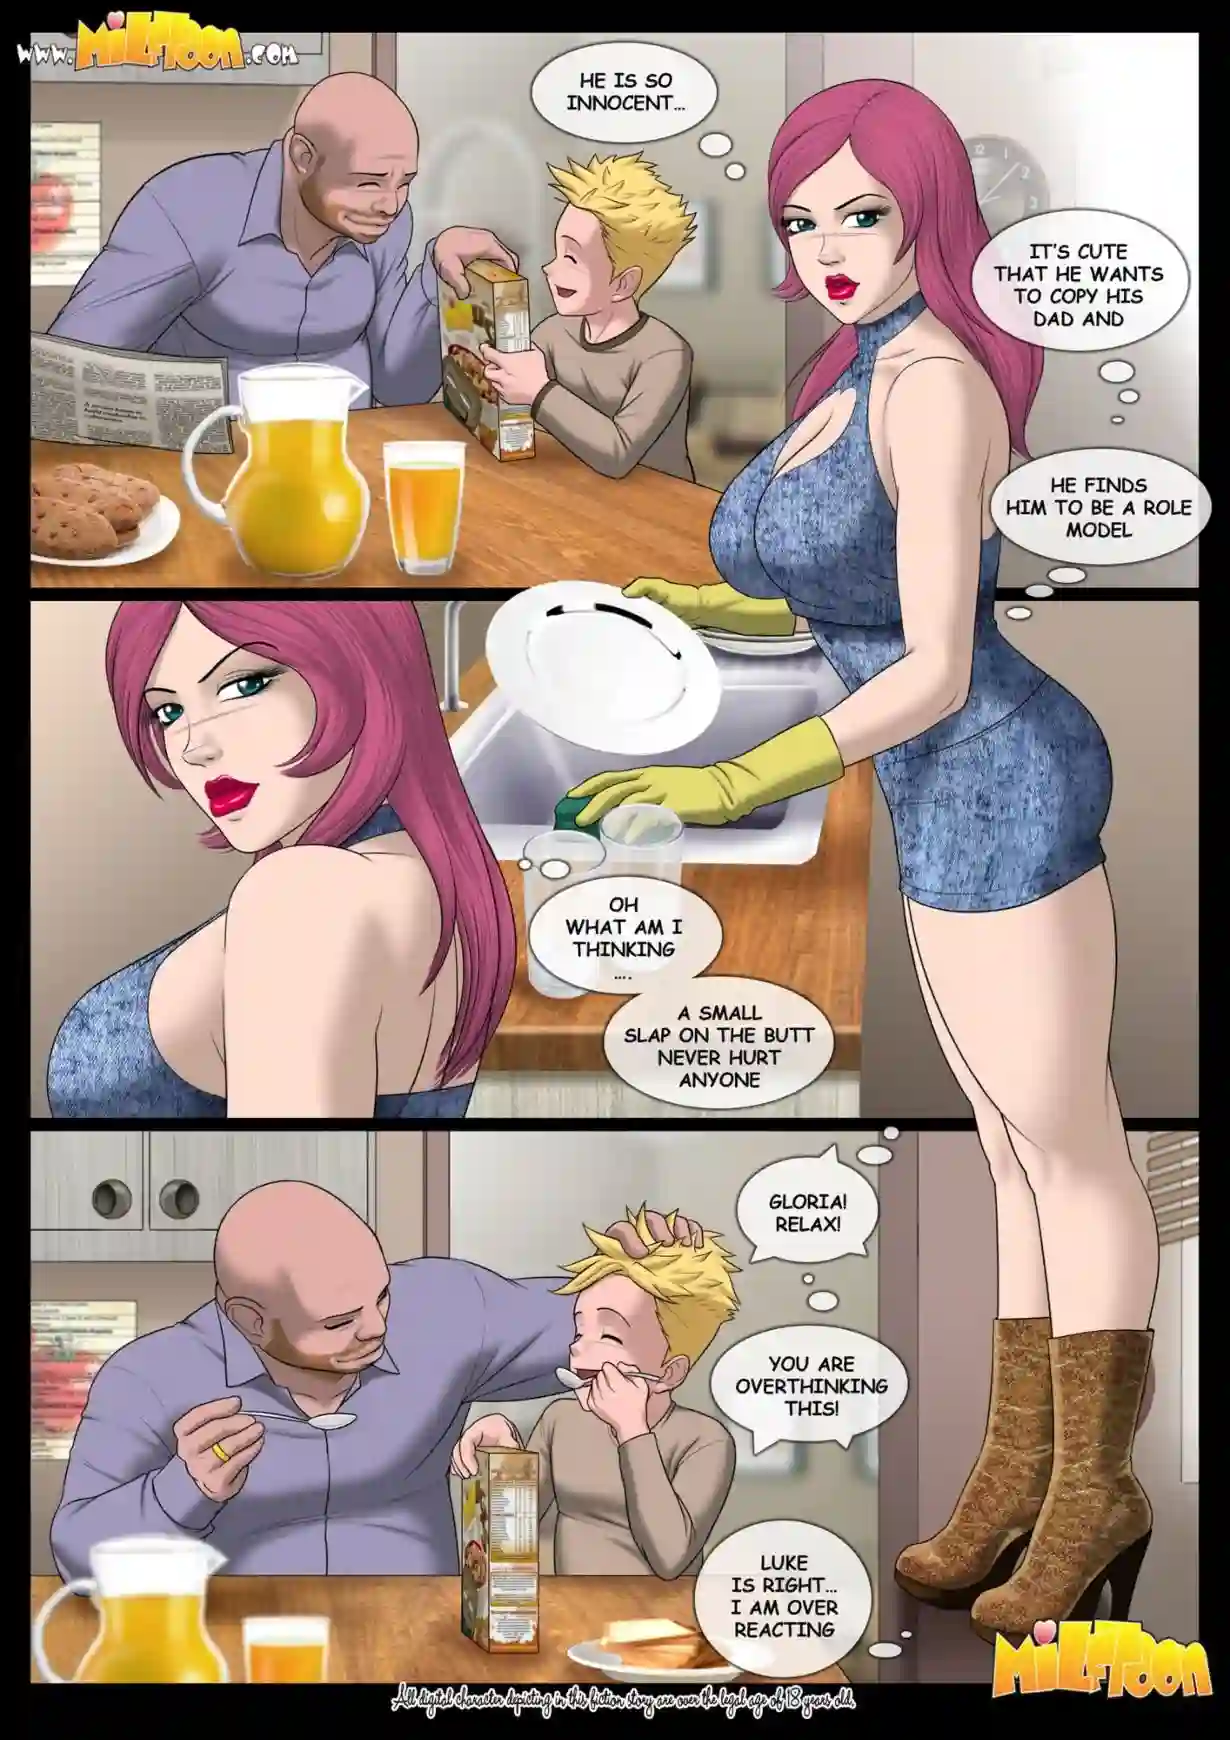 www.MILFTOON.com
HE IS SO
INNOCENT...
IT'S CUTE
THAT HE WANTS
TO COPY HIS
DAD AND
HE FINDS
HIM TO BE A ROLE
MODEL
OH
WHAT AM I
THINKING
....
A SMALL
SLAP ON THE BUTT
NEVER HURT
ANYONE
GLORIA!
RELAX!
YOU ARE
OVERTHINKING
THIS!
LUKE
IS RIGHT...
I AM OVER
REACTING
MILFTOON
All digital character depicting in this fiction story are over the legal age of 18 years old.